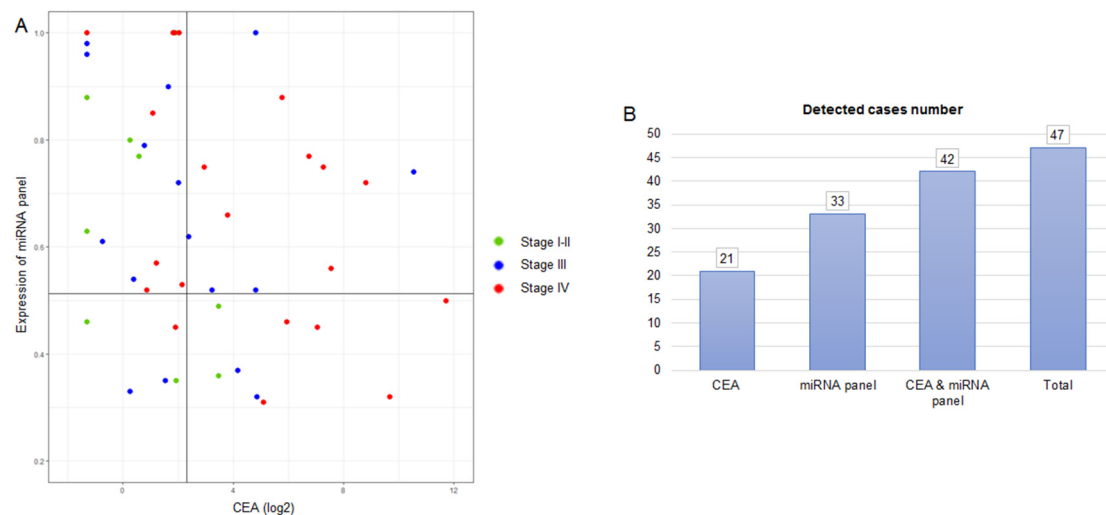 A
Expression of miRNA panel
1.0
0.8
0.6
0.4
0.2
0
4
8
12
CEA (log2)
Stage I-II
Stage III
Stage IV
B
Detected cases number
50
45
40
35
30
25
20
15
10
5
0
21
33
42
47
CEA
miRNA panel
CEA & miRNA
panel
Total